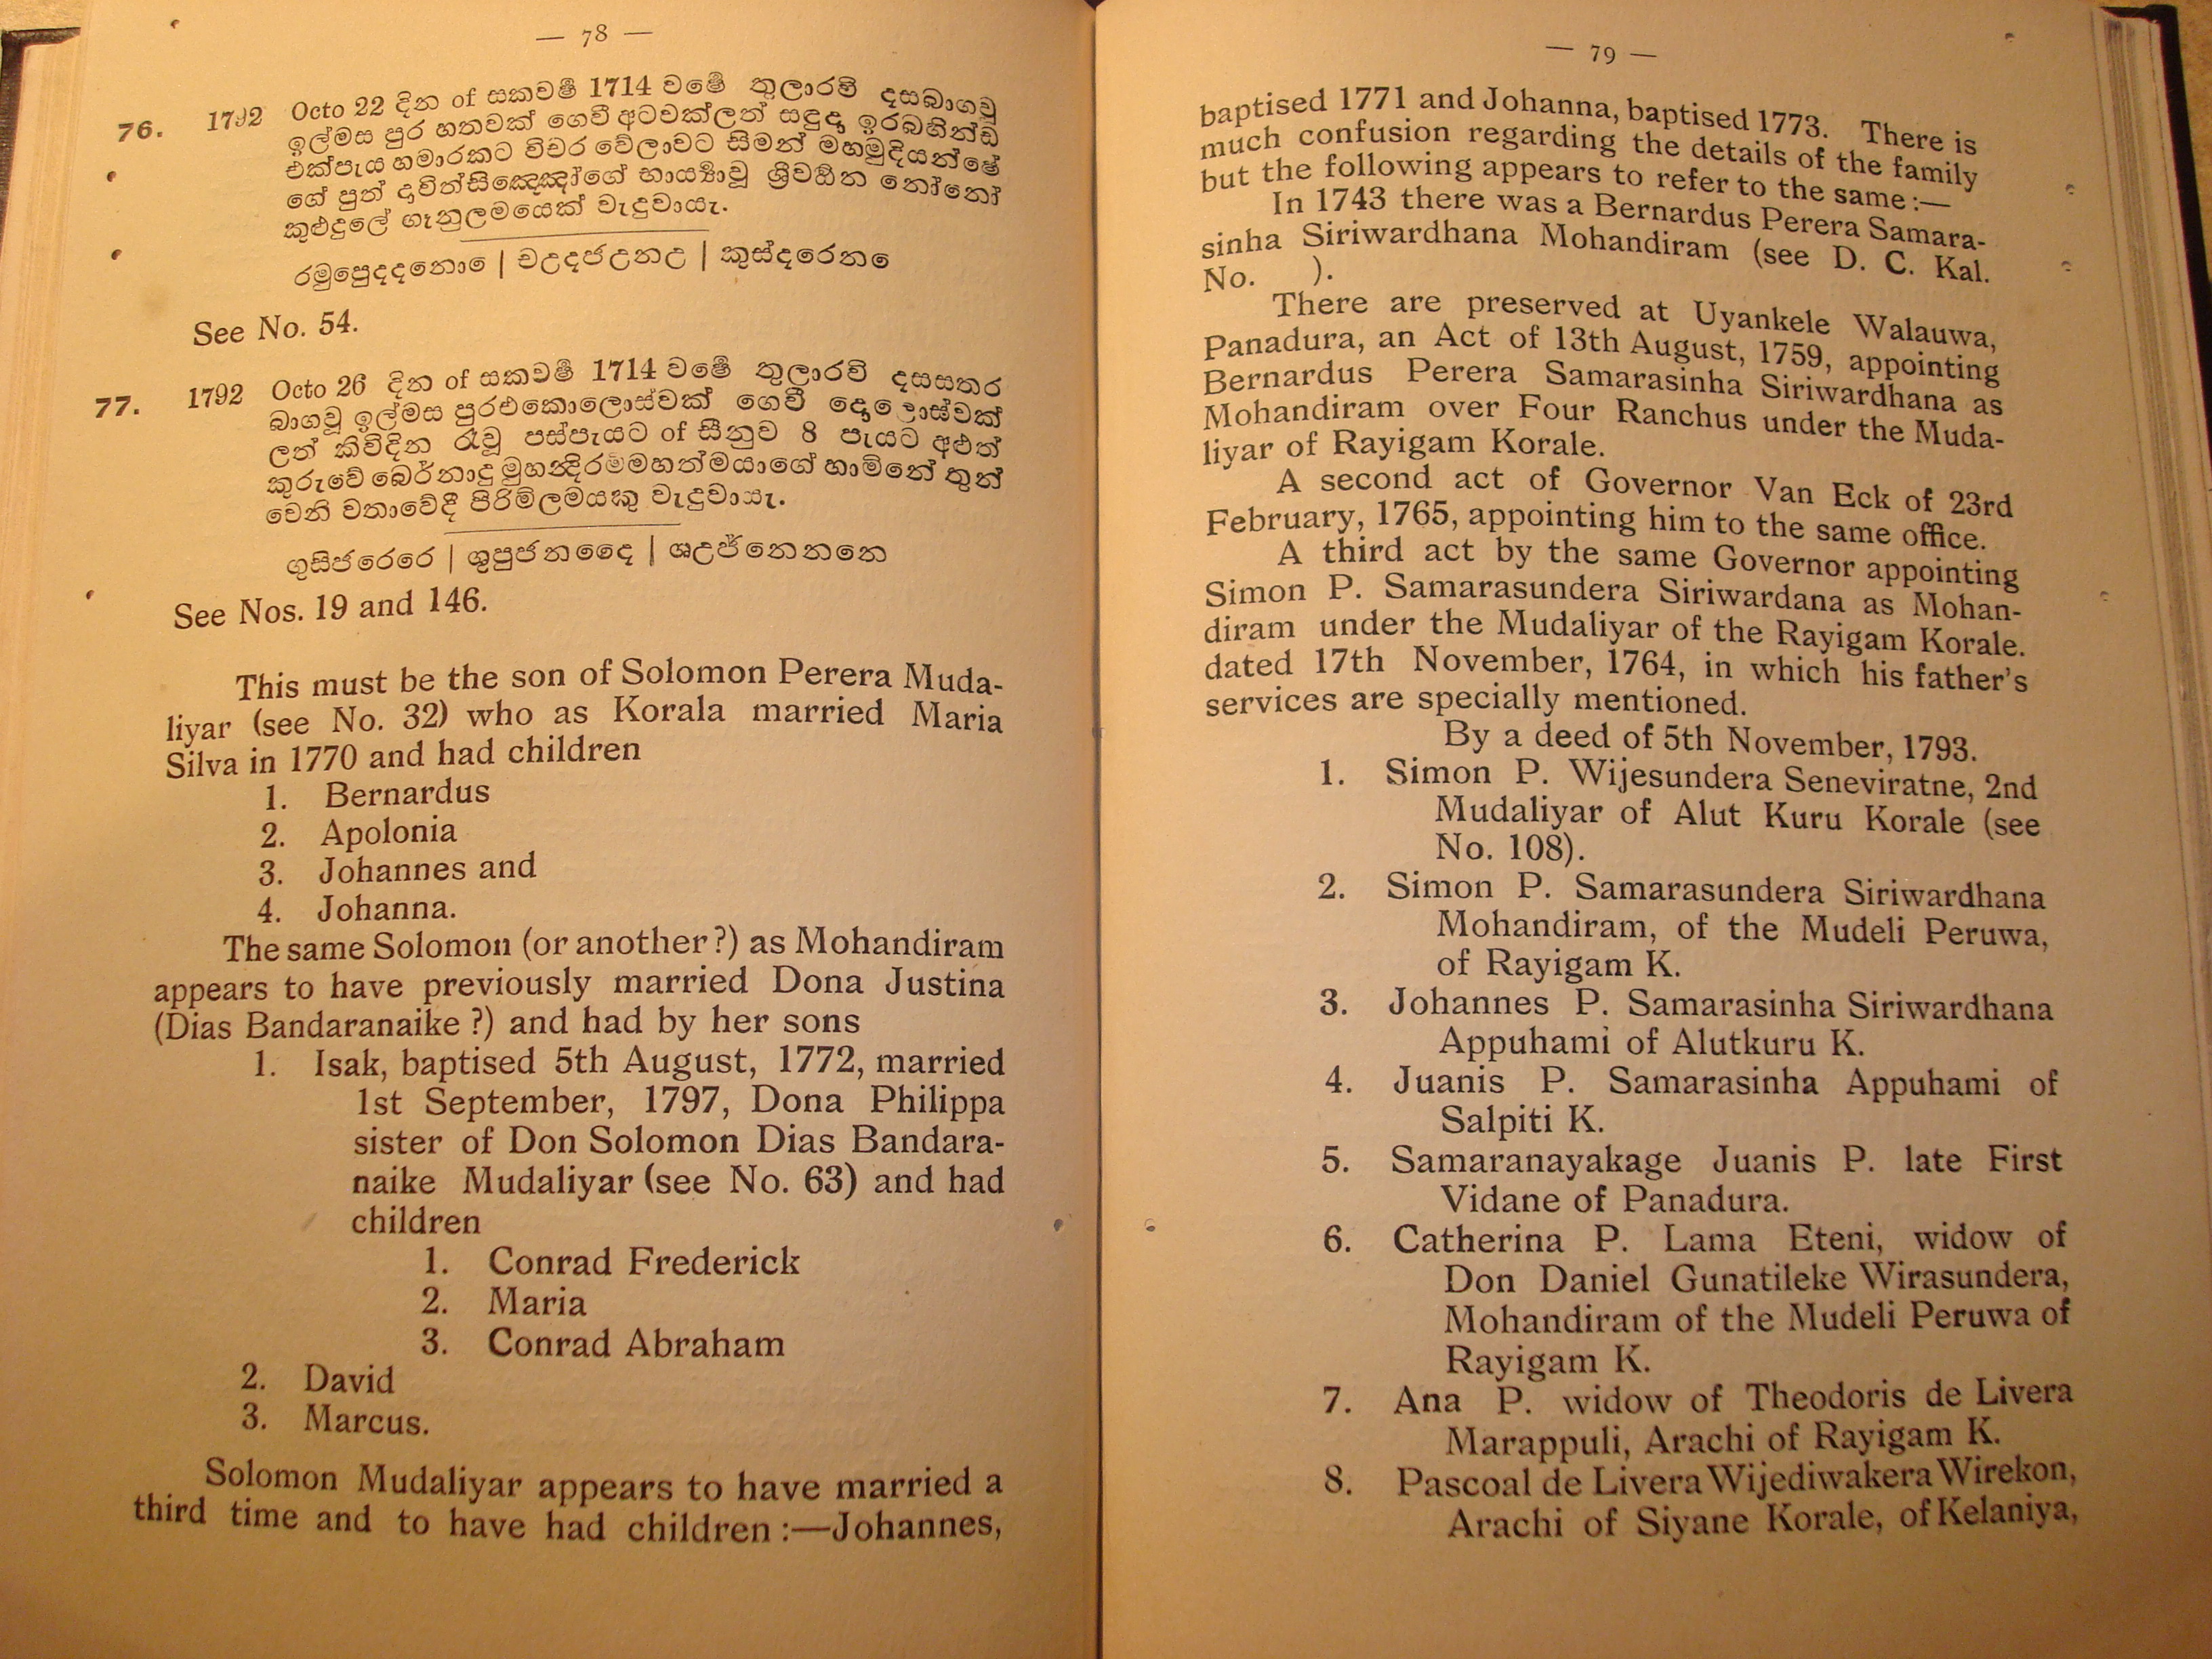 — 78 —
76. 1792 Octo 22 දින of සකවෂී 1714 වෂේ තුලාරවි දසබාගවූ
ඉල්මස පුර හතවක් ගෙවී අටවක්ලත් සඳුදා ඉරබහින්ඩ
එක්පැය හමාරකට විචර වේලාවට සිමන් මහමුදියන්ෂේ
ගේ පුත් දාවිත්සිඤ්ඤෝගේ භාය්‍යාවූ ශ්‍රීවඞීත නෝනෝ
කුළුදුලේ ගෑනුලමයෙක් වැදුවායැ.
රමුපෙුදදනොෙ | චඋදජඋනඋ | කුස්දරෙනෙ
See No. 54.
77. 1792 Octo 26 දින of සකවෂී 1714 වෂේ තුලාරවි දසසතර
බාගවූ ඉල්මස පුරඑකොලොස්වක් ගෙවී දොලොස්වක්
ලත් කිවිදින රෑවූ පස්පැයට of සීනුව 8 පැයට අළුත්
කුරුවේ බෙර්නාදු මුහන්දිරම්මහත්මයාගේ හාමිනේ තුන්
වෙනි වතාවේදී පිරිමිලමයකු වැදුවායැ.
ගුසිජරෙරෙ | ශුපුජනදෛ | ශඋජ්නෙනතෙ
See Nos. 19 and 146.
This must be the son of Solomon Perera Muda-
liyar (see No. 32) who as Korala married Maria
Silva in 1770 and had children
1. Bernardus
2. Apolonia
3. Johannes and
4. Johanna.
The same Solomon (or another ?) as Mohandiram
appears to have previously married Dona Justina
(Dias Bandaranaike ?) and had by her sons
1. Isak, baptised 5th August, 1772, married
1st September, 1797, Dona Philippa
sister of Don Solomon Dias Bandara-
naike Mudaliyar (see No. 63) and had
children
1. Conrad Frederick
2. Maria
3. Conrad Abraham
2. David
3. Marcus.
Solomon Mudaliyar appears to have married a
third time and to have had children :—Johannes,
— 79 —
baptised 1771 and Johanna, baptised 1773. There is
much confusion regarding the details of the family
but the following appears to refer to the same :—
In 1743 there was a Bernardus Perera Samara-
sinha Siriwardhana Mohandiram (see D. C. Kal.
No. ).
There are preserved at Uyankele Walauwa,
Panadura, an Act of 13th August, 1759, appointing
Bernardus Perera Samarasinha Siriwardhana as
Mohandiram over Four Ranchus under the Muda-
liyar of Rayigam Korale.
A second act of Governor Van Eck of 23rd
February, 1765, appointing him to the same office.
A third act by the same Governor appointing
Simon P. Samarasundera Siriwardana as Mohan-
diram under the Mudaliyar of the Rayigam Korale.
dated 17th November, 1764, in which his father's
services are specially mentioned.
By a deed of 5th November, 1793.
1. Simon P. Wijesundera Seneviratne, 2nd
Mudaliyar of Alut Kuru Korale (see
No. 108).
2. Simon P. Samarasundera Siriwardhana
Mohandiram, of the Mudeli Peruwa,
of Rayigam K.
3. Johannes P. Samarasinha Siriwardhana
Appuhami of Alutkuru K.
4. Juanis P. Samarasinha Appuhami of
Salpiti K.
5. Samaranayakage Juanis P. late First
Vidane of Panadura.
6. Catherina P. Lama Eteni, widow of
Don Daniel Gunatileke Wirasundera,
Mohandiram of the Mudeli Peruwa of
Rayigam K.
7. Ana P. widow of Theodoris de Livera
Marappuli, Arachi of Rayigam K.
8. Pascoal de Livera Wijediwakera Wirekon,
Arachi of Siyane Korale, of Kelaniya,